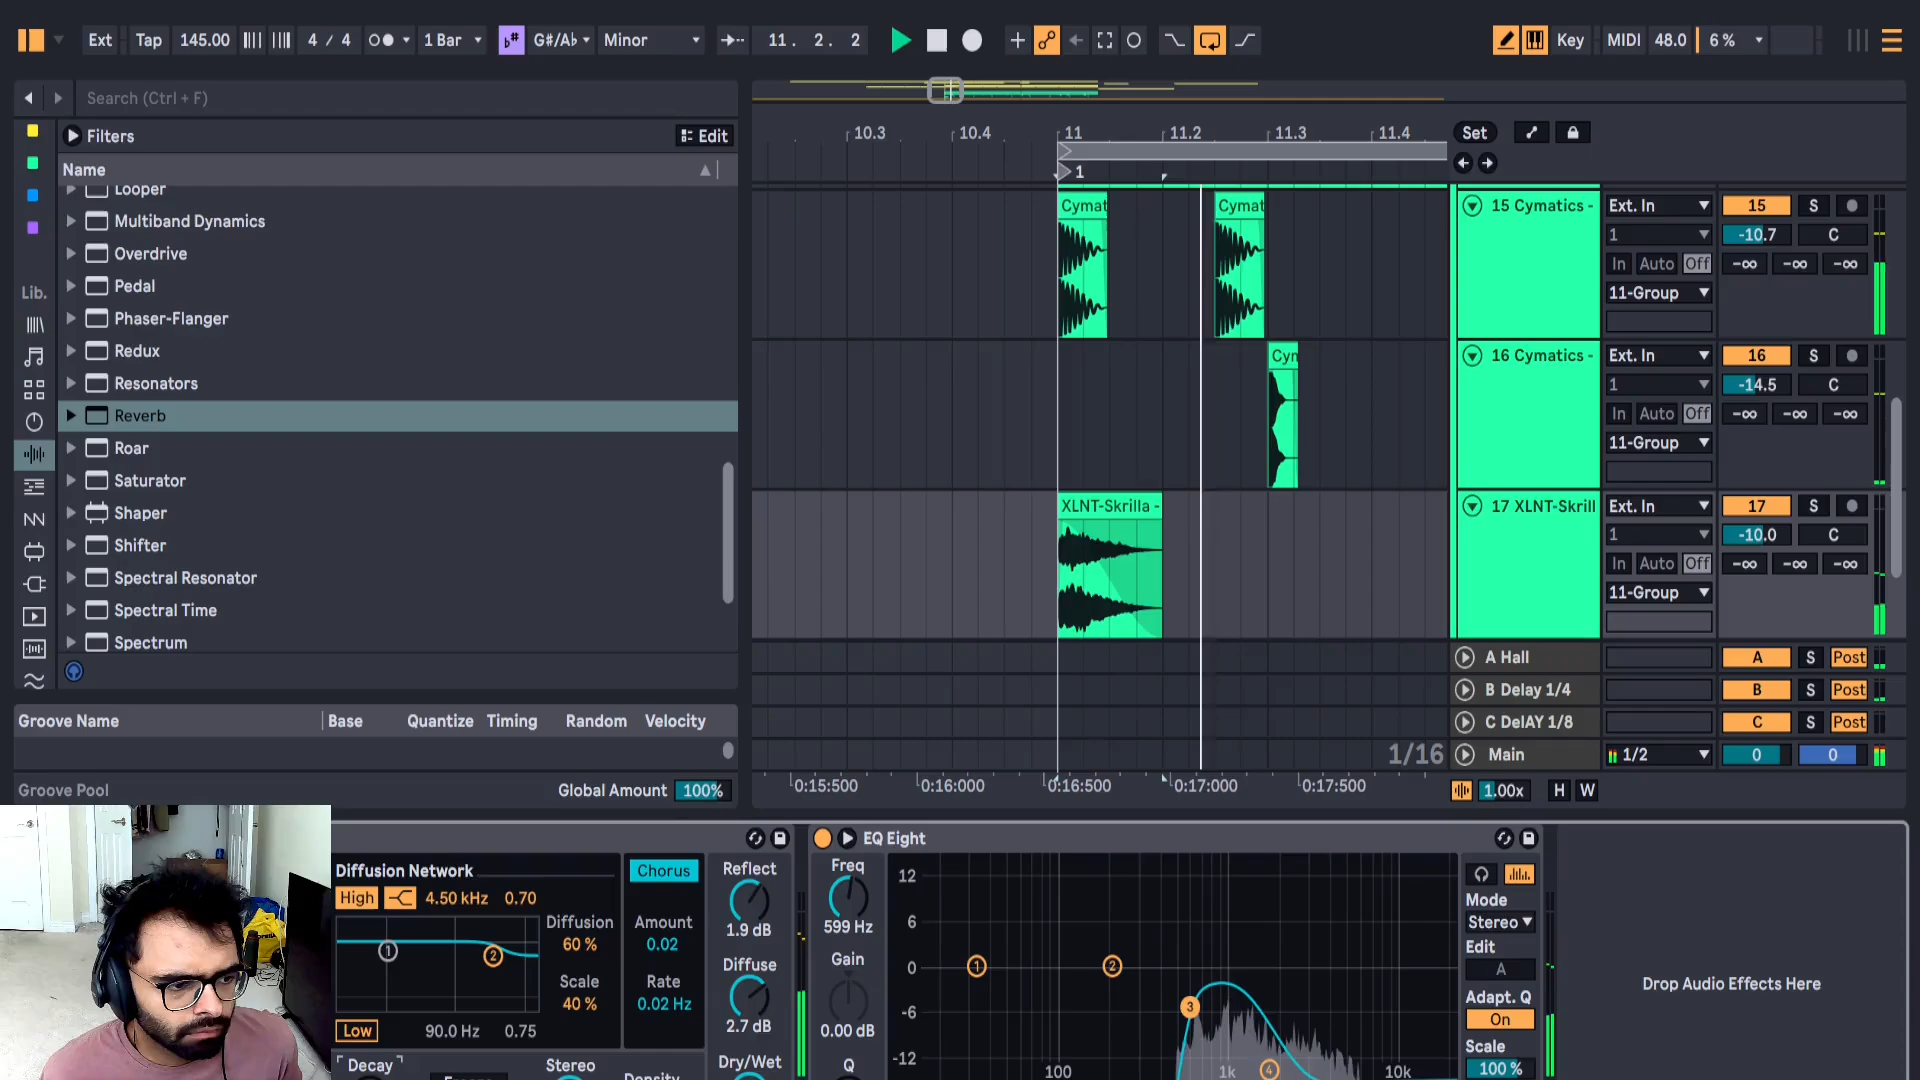 Ext Tap 145.00 4 / 4 1 Bar G#/Ab Minor 11. 2. 2 Key MIDI 48.0 6 %
Search (Ctrl + F)
Filters Edit
Name
Looper
Multiband Dynamics
Overdrive
Pedal
Phaser-Flanger
Redux
Resonators
Reverb
Roar
Saturator
Shaper
Shifter
Spectral Resonator
Spectral Time
Spectrum
Lib.
Groove Name Base Quantize Timing Random Velocity
Groove Pool Global Amount 100%
10.3 10.4 11 11.2 11.3 11.4 Set
1
Cymat Cymat 15 Cymatics - Ext. In 15 S
1 -10.7 C
In Auto Off -∞ -∞ -∞
11-Group
Cyn 16 Cymatics - Ext. In 16 S
1 -14.5 C
In Auto Off -∞ -∞ -∞
11-Group
XLNT-Skrilla - 17 XLNT-Skrill Ext. In 17 S
1 -10.0 C
In Auto Off -∞ -∞ -∞
11-Group
A Hall A S Post
B Delay 1/4 B S Post
C DelAY 1/8 C S Post
1/16 Main 1/2 0 0
0:15:500 0:16:000 0:16:500 0:17:000 0:17:500 1.00x H W
Diffusion Network
High 4.50 kHz 0.70
1 2
Diffusion
60 %
Scale
40 %
Low 90.0 Hz 0.75
Decay Stereo
Density
Chorus
Amount
0.02
Rate
0.02 Hz
Reflect
1.9 dB
Diffuse
2.7 dB
Dry/Wet
EQ Eight
Freq
599 Hz
Gain
0.00 dB
Q
12
6
0
-6
-12
1 2 3 4
100 1k 10k
Mode
Stereo
Edit
A
Adapt. Q
On
Scale
100 %
Drop Audio Effects Here